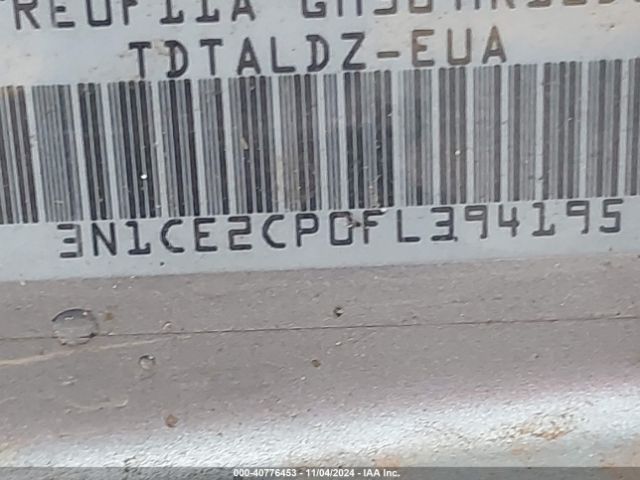 TDTALDZ-EUA
3N1CE2CP0FL394195
000-40776453 - 11/04/2024 - IAA Inc.